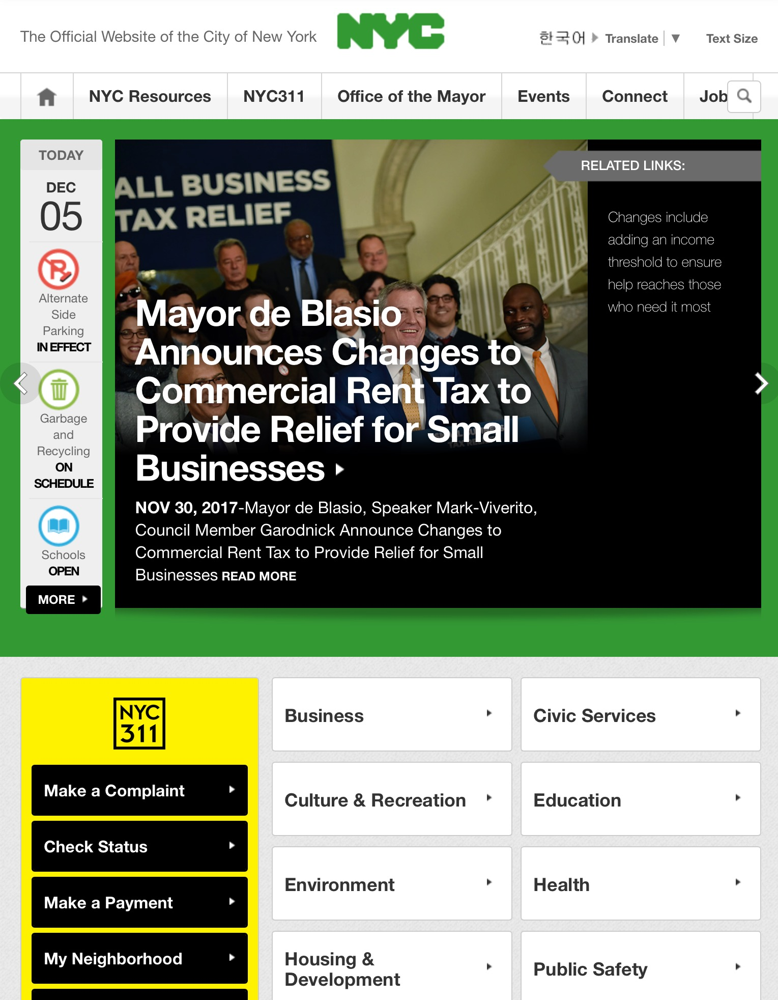 The Official Website of the City of New York
NYC
한국어
Translate ▼
Text Size
NYC Resources
NYC311
Office of the Mayor
Events
Connect
Job
TODAY
DEC
05
Alternate
Side
Parking
IN EFFECT
Garbage
and
Recycling
ON
SCHEDULE
Schools
OPEN
MORE
ALL BUSINESS
TAX RELIEF
Mayor de Blasio
Announces Changes to
Commercial Rent Tax to
Provide Relief for Small
Businesses
NOV 30, 2017-Mayor de Blasio, Speaker Mark-Viverito,
Council Member Garodnick Announce Changes to
Commercial Rent Tax to Provide Relief for Small
Businesses READ MORE
RELATED LINKS:
Changes include
adding an income
threshold to ensure
help reaches those
who need it most
NYC
311
Make a Complaint
Check Status
Make a Payment
My Neighborhood
Business
Civic Services
Culture & Recreation
Education
Environment
Health
Housing &
Development
Public Safety